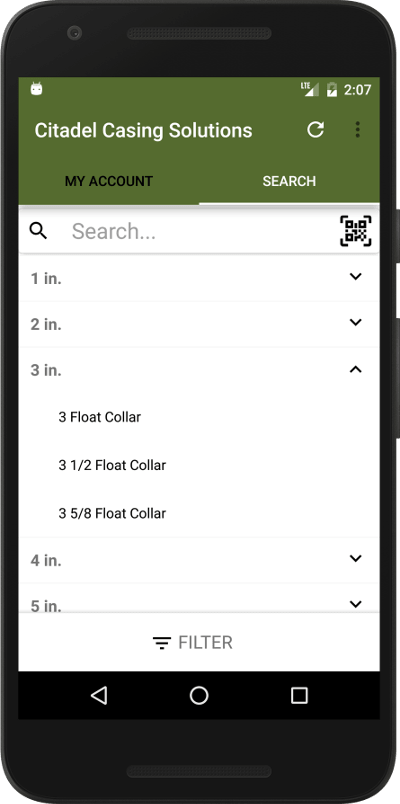 LTE 2:07
Citadel Casing Solutions
MY ACCOUNT SEARCH
Search...
1 in.
2 in.
3 in.
3 Float Collar
3 1/2 Float Collar
3 5/8 Float Collar
4 in.
5 in.
FILTER